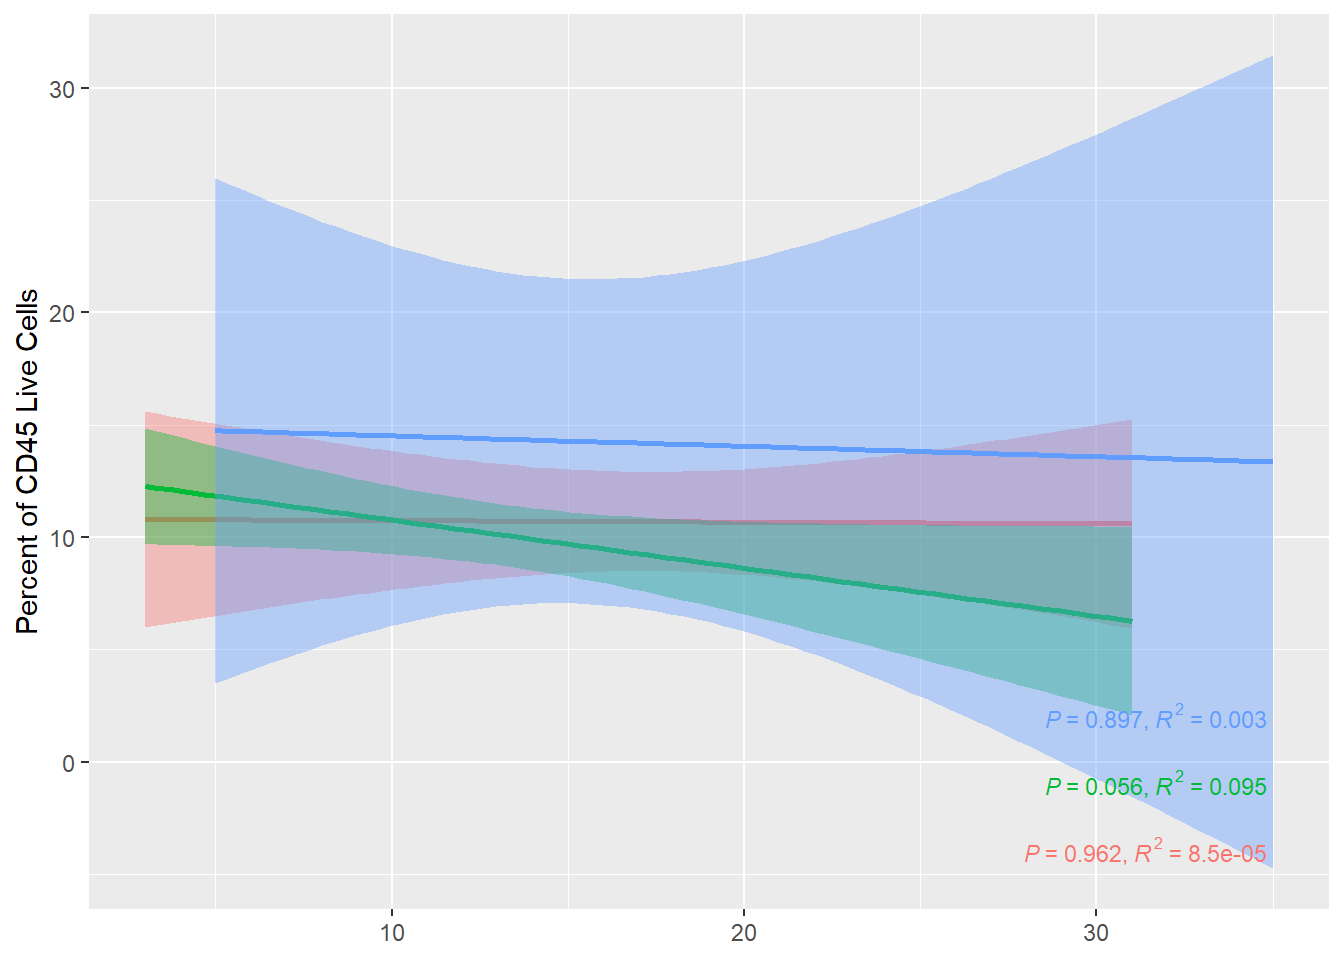 Percent of CD45 Live Cells
30
20
10
0
P = 0.897, R² = 0.003
P = 0.056, R² = 0.095
P = 0.962, R² = 8.5e-05
10 20 30